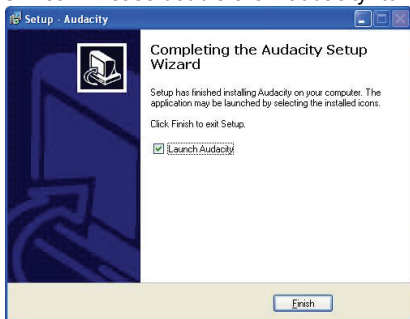 Setup - Audacity
Completing the Audacity Setup
Wizard
Setup has finished installing Audacity on your computer. The
application may be launched by selecting the installed icons.
Click Finish to exit Setup.
Launch Audacity
Finish